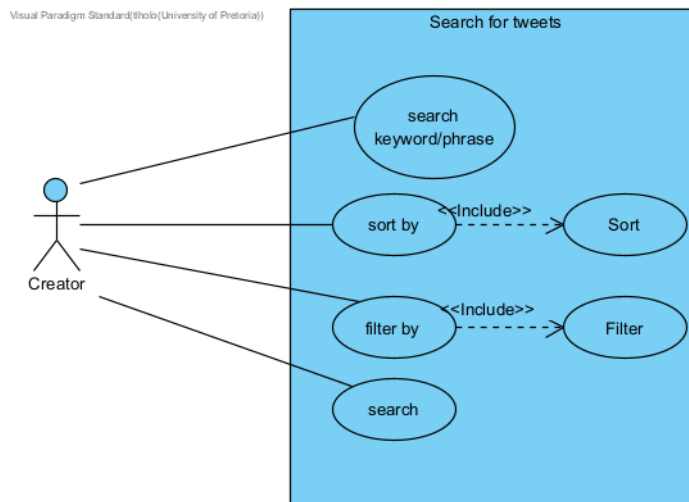 Visual Paradigm Standard(tlholo(University of Pretoria))
Search for tweets
search
keyword/phrase
sort by
<<Include>>
Sort
Creator
filter by
<<Include>>
Filter
search